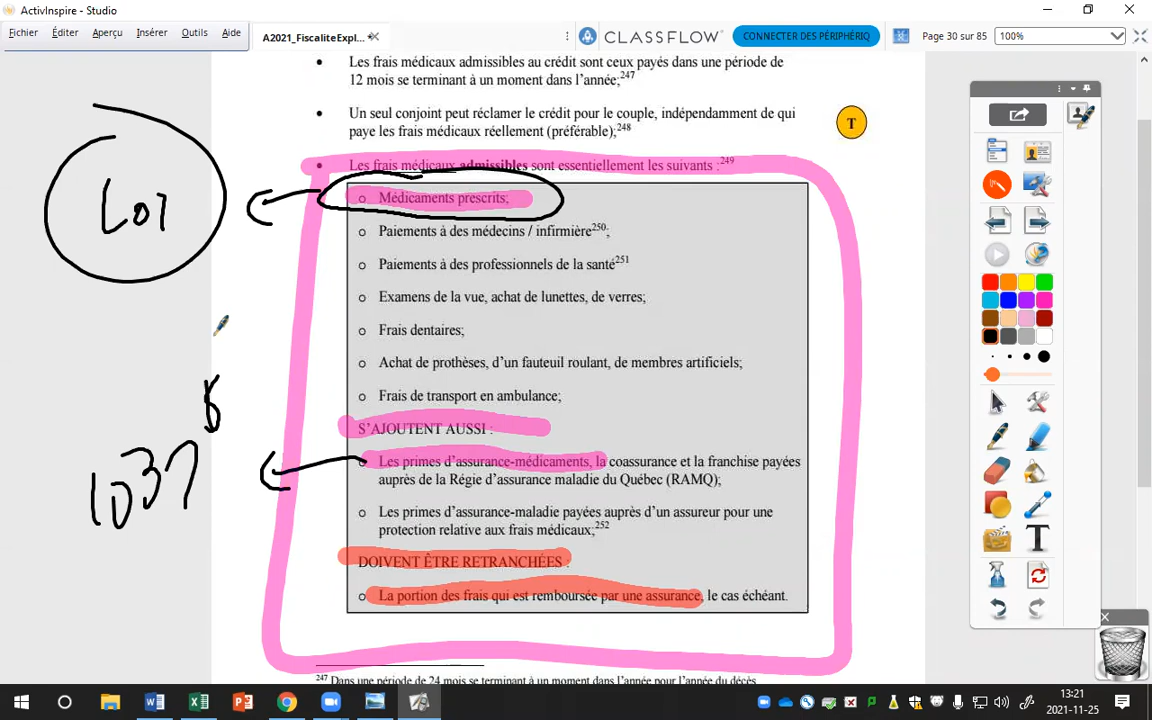 ActivInspire - Studio
Fichier Éditer Aperçu Insérer Outils Aide
A2021_FiscaliteExpl...
CLASSFLOW
CONNECTER DES PÉRIPHÉRIQ
Page 30 sur 85
100%
• Les frais médicaux admissibles au crédit sont ceux payés dans une période de
12 mois se terminant à un moment dans l'année;247
• Un seul conjoint peut réclamer le crédit pour le couple, indépendamment de qui
paye les frais médicaux réellement (préférable);248
T
• Les frais médicaux admissibles sont essentiellement les suivants :249
o Médicaments prescrits;
o Paiements à des médecins / infirmière250;
o Paiements à des professionnels de la santé251
o Examens de la vue, achat de lunettes, de verres;
o Frais dentaires;
o Achat de prothèses, d'un fauteuil roulant, de membres artificiels;
o Frais de transport en ambulance;
S'AJOUTENT AUSSI :
o Les primes d'assurance-médicaments, la coassurance et la franchise payées
auprès de la Régie d'assurance maladie du Québec (RAMQ);
o Les primes d'assurance-maladie payées auprès d'un assureur pour une
protection relative aux frais médicaux;252
DOIVENT ÊTRE RETRANCHÉES :
o La portion des frais qui est remboursée par une assurance, le cas échéant.
247 Dans une période de 24 mois se terminant à un moment dans l'année pour l'année du décès
$
1037
T
13:21
2021-11-25